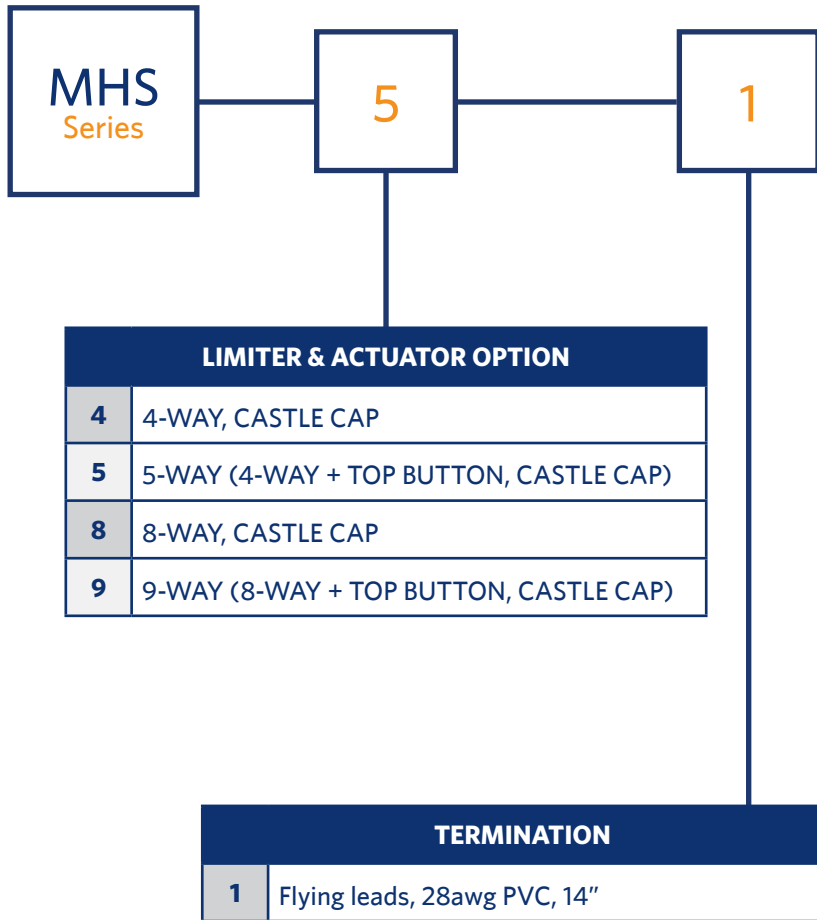 MHS
Series
5
1
LIMITER & ACTUATOR OPTION
4 4-WAY, CASTLE CAP
5 5-WAY (4-WAY + TOP BUTTON, CASTLE CAP)
8 8-WAY, CASTLE CAP
9 9-WAY (8-WAY + TOP BUTTON, CASTLE CAP)
TERMINATION
1 Flying leads, 28awg PVC, 14”